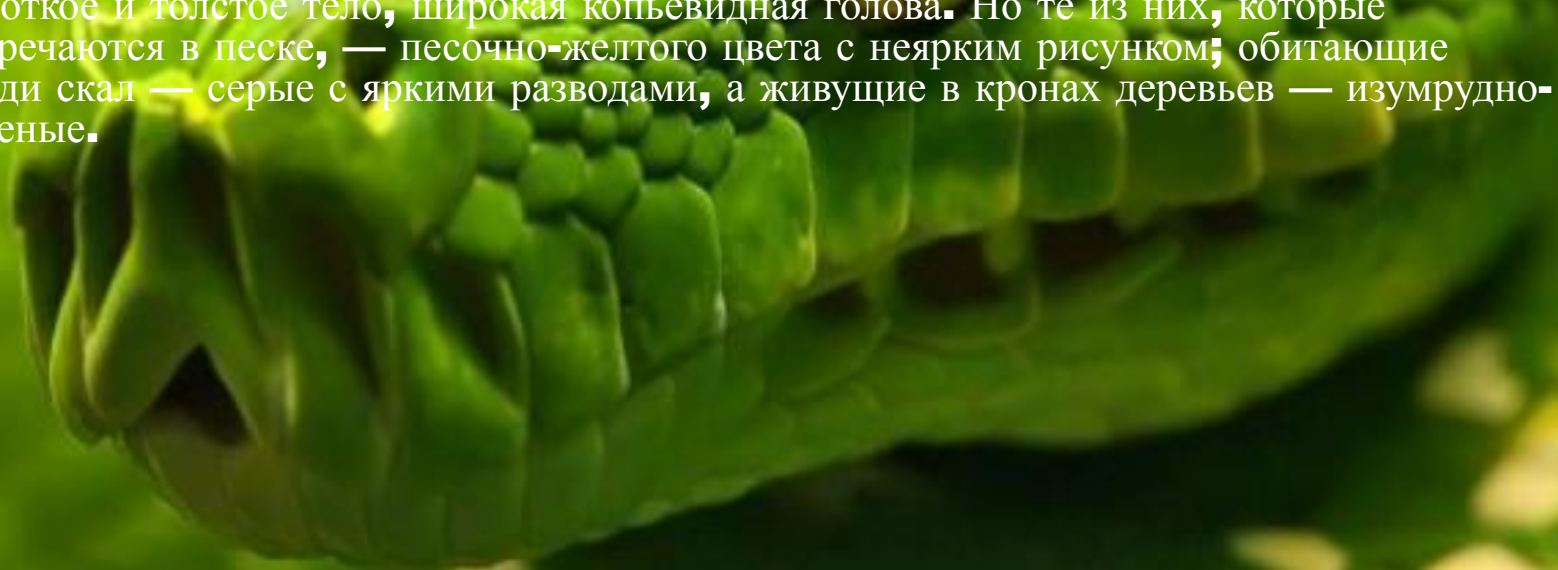 откое и толстое тело, широкая копьевидная голова. Но те из них, которые
речаются в песке, — песочно-желтого цвета с неярким рисунком; обитающие
ди скал — серые с яркими разводами, а живущие в кронах деревьев — изумрудно-
еные.